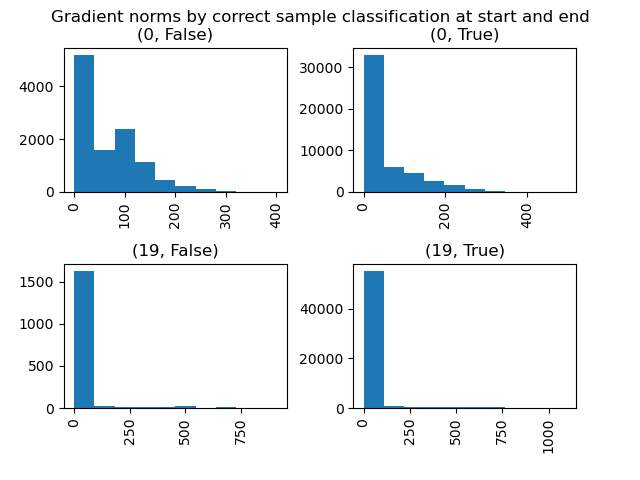 Gradient norms by correct sample classification at start and end
(0, False) (0, True)
4000
2000
0
0 100 200 300 400
30000
20000
10000
0
0 200 400
(19, False) (19, True)
1500
1000
500
0
0 250 500 750
40000
20000
0
0 250 500 750 1000